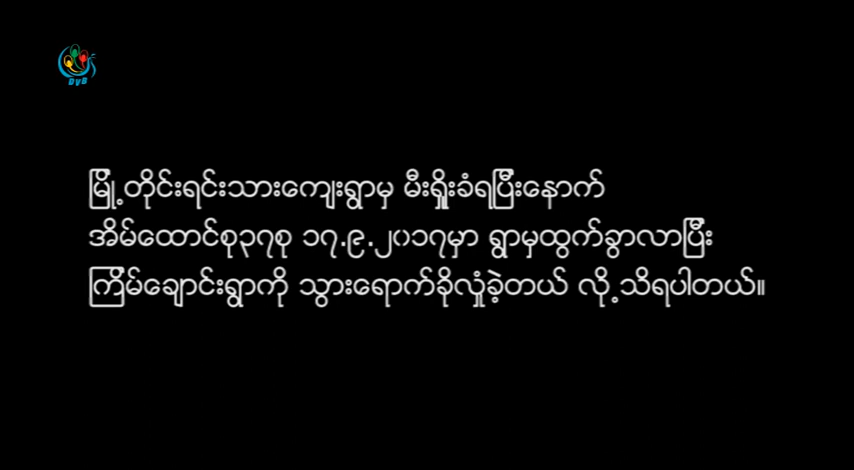 DVB
မြို့တိုင်းရင်းသားကျေးရွာမှ မီးရှိူးခံရပြီးနောက်
အိမ်ထောင်စု၃၇စု ၁၇.၉.၂၀၁၇မှာ ရွာမှထွက်ခွာလာပြီး
ကြိမ်ချောင်းရွာကို သွားရောက်ခိုလှုံခဲ့တယ် လို့သိရပါတယ်။